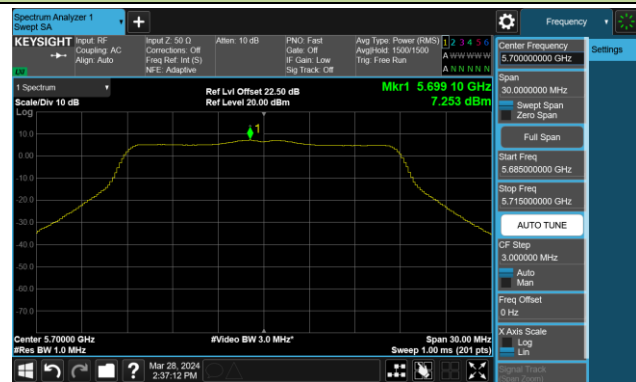 Spectrum Analyzer 1
Swept SA
Frequency
KEYSIGHT
Input: RF
Coupling: AC
Align: Auto
Input Z: 50 Ω
Corrections: Off
Freq Ref: Int (S)
NFE: Adaptive
Atten: 10 dB
PNO: Fast
Gate: Off
IF Gain: Low
Sig Track: Off
Avg Type: Power (RMS)
Avg|Hold: 1500/1500
Trig: Free Run
1 2 3 4 5 6
A W W W W W
A N N N N N
Center Frequency
5.700000000 GHz
Settings
Span
30.0000000 MHz
Swept Span
Zero Span
Full Span
Start Freq
5.685000000 GHz
Stop Freq
5.715000000 GHz
AUTO TUNE
CF Step
3.000000 MHz
Auto
Man
Freq Offset
0 Hz
X Axis Scale
Log
Lin
Signal Track
(Span Zoom)
1 Spectrum
Scale/Div 10 dB
Log
Ref Lvl Offset 22.50 dB
Ref Level 20.00 dBm
Mkr1 5.699 10 GHz
7.253 dBm
1
10.0
0.00
-10.0
-20.0
-30.0
-40.0
-50.0
-60.0
-70.0
Center 5.70000 GHz
#Res BW 1.0 MHz
#Video BW 3.0 MHz*
Span 30.00 MHz
Sweep 1.00 ms (201 pts)
?
Mar 28, 2024
2:37:12 PM